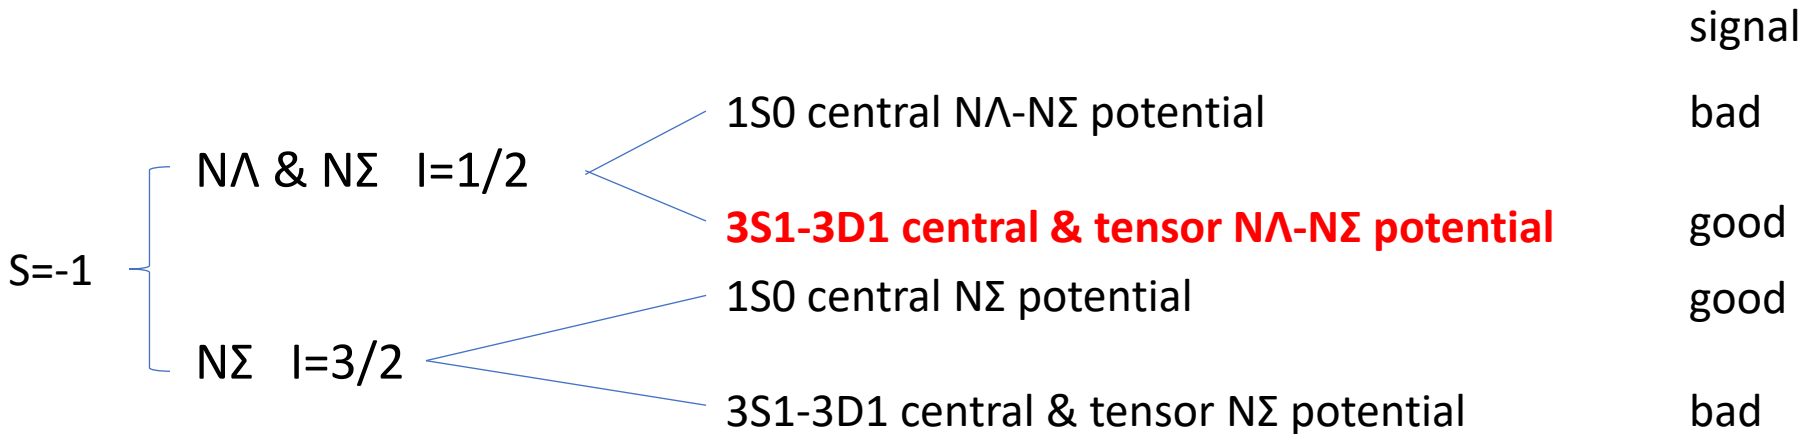 signal
1S0 central NΛ-NΣ potential bad
NΛ & NΣ I=1/2
3S1-3D1 central & tensor NΛ-NΣ potential good
S=-1
1S0 central NΣ potential good
NΣ I=3/2
3S1-3D1 central & tensor NΣ potential bad